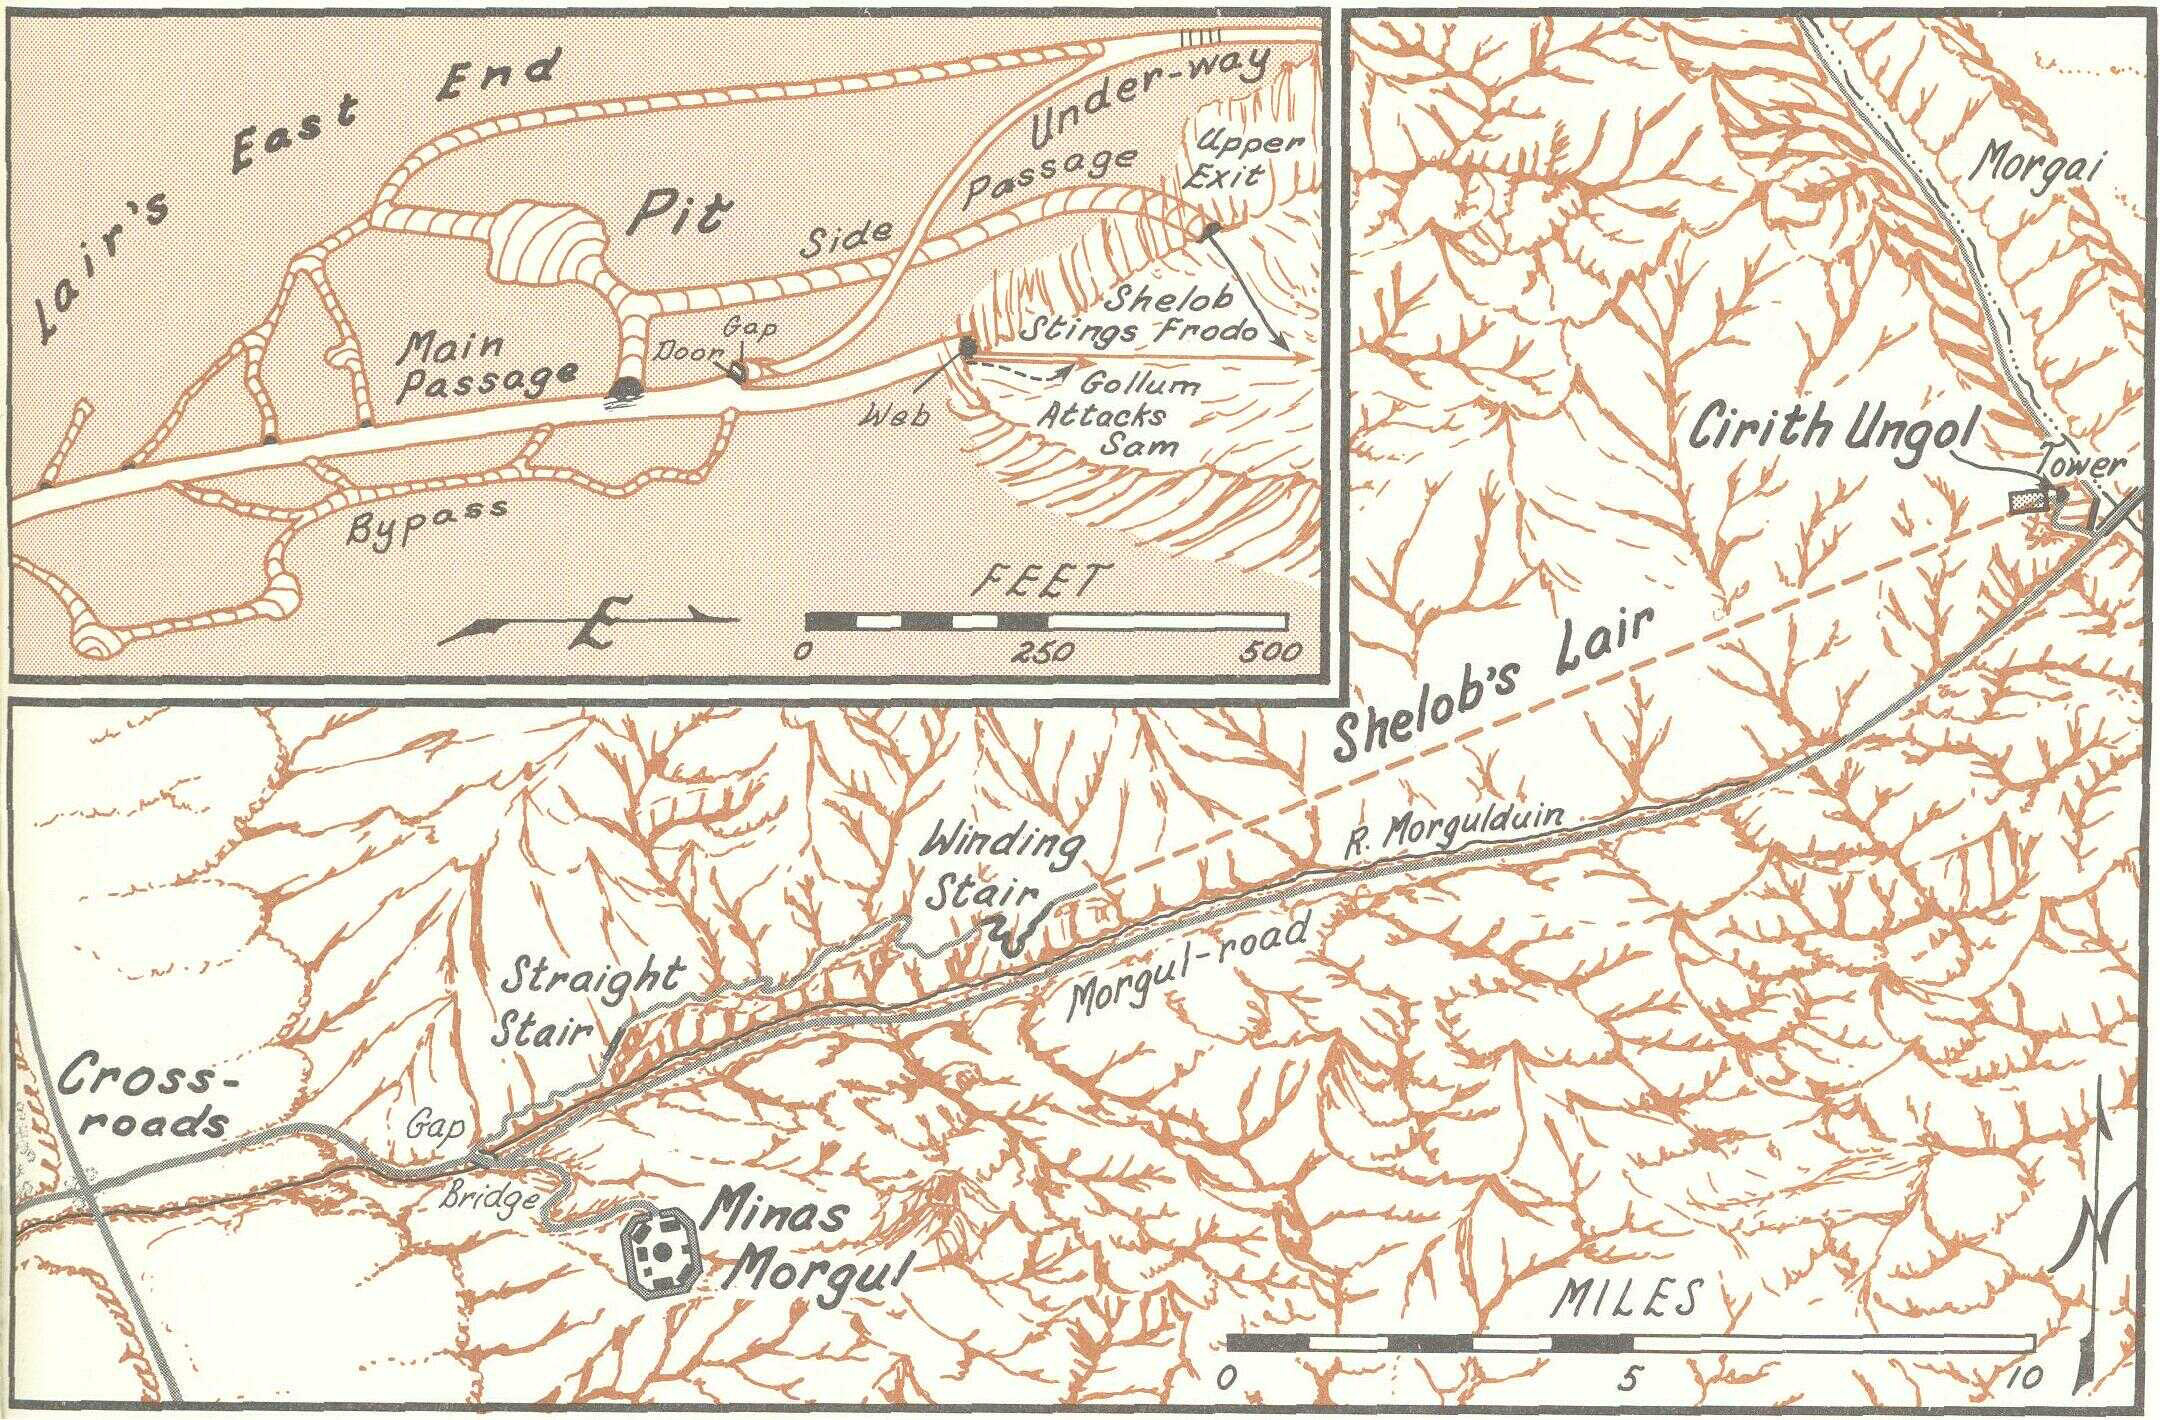 Lair's East End
Under-way
Upper
Exit
Pit
Side Passage
Shelob
Stings Frodo
Gap
Door
Main
Passage
Web
Gollum
Attacks
Sam
Bypass
E
FEET
0 250 500
Morgai
Cirith Ungol
Tower
Shelob's Lair
R. Morgulduin
Winding
Stair
Morgul-road
Straight
Stair
Cross-
roads
Gap
Bridge
Minas
Morgul
N
MILES
0 5 10